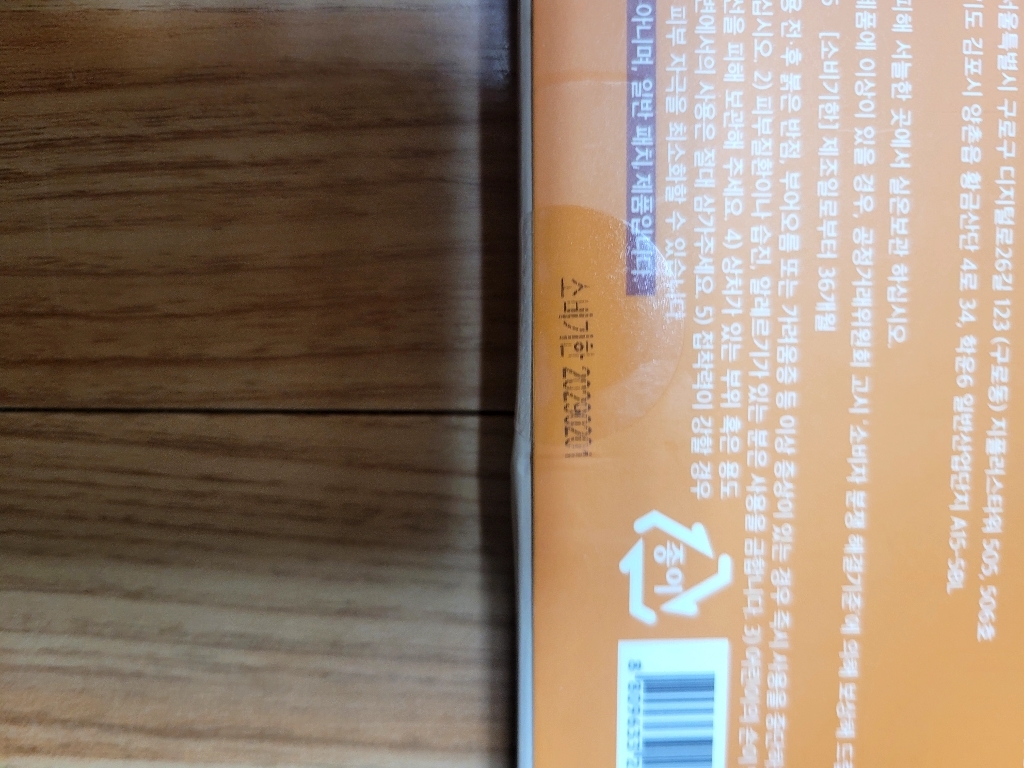 서울특별시 구로구 디지털로26길 123 (구로동) 지플러스타워 505, 506호
기도 김포시 양촌읍 황금산단 4로 34, 학운6 일반산업단지 A15-5BL
피해 서늘한 곳에서 실온보관 하십시오.
제품에 이상이 있을 경우, 공정거래위원회 고시 '소비자 분쟁 해결기준'에 의해 보상해 드
[소비기한] 제조일로부터 36개월
용 전·후 붉은 반점, 부어오름 또는 가려움증 등 이상 증상이 있는 경우 즉시 사용을 중단
십시오. 2) 피부질환이나 습진, 알레르기가 있는 분은 사용을 금합니다. 3) 어린이의 손이
선을 피해 보관해 주세요. 4) 상처가 있는 부위 혹은 용도
변에서의 사용은 절대 삼가주세요. 5) 접착력이 강할 경우
피부 자극을 최소화할 수 있습니다.
아니며, 일반 패치제품입니다.
소비기한 20290201
종이
8 809633